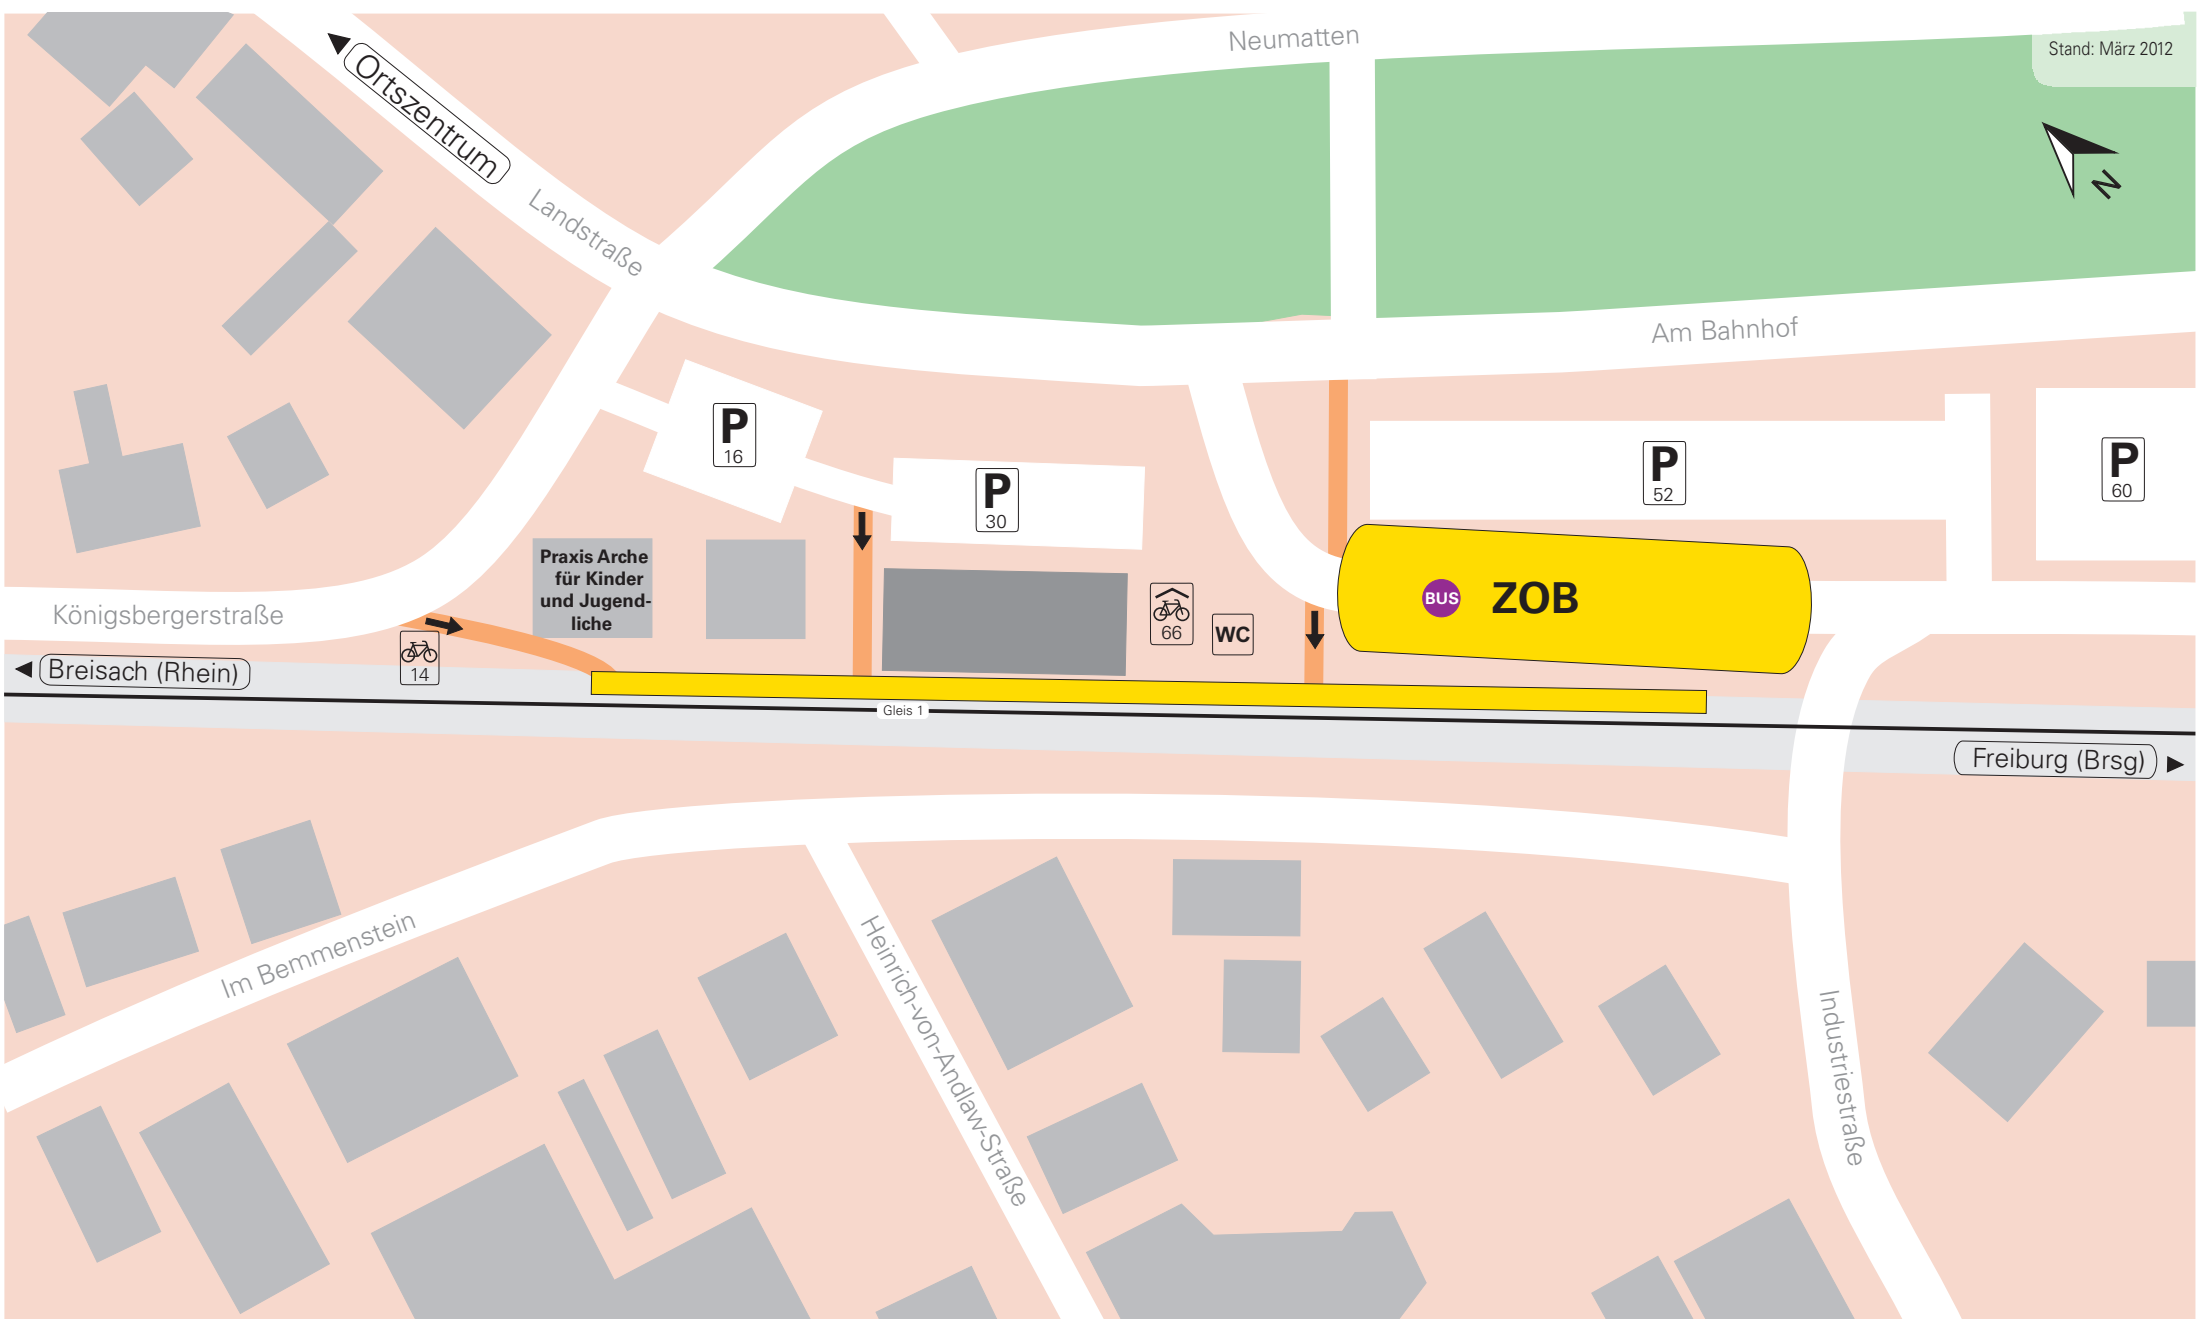 Neumatten
Stand: März 2012
Ortszentrum
N
Landstraße
Am Bahnhof
P
16
P
30
P
52
P
60
Praxis Arche
für Kinder
und Jugend-
liche
BUS ZOB
66
WC
Königsbergerstraße
14
Breisach (Rhein)
Gleis 1
Freiburg (Brsg)
Im Bemmenstein
Heinrich-von-Andlaw-Straße
Industriestraße